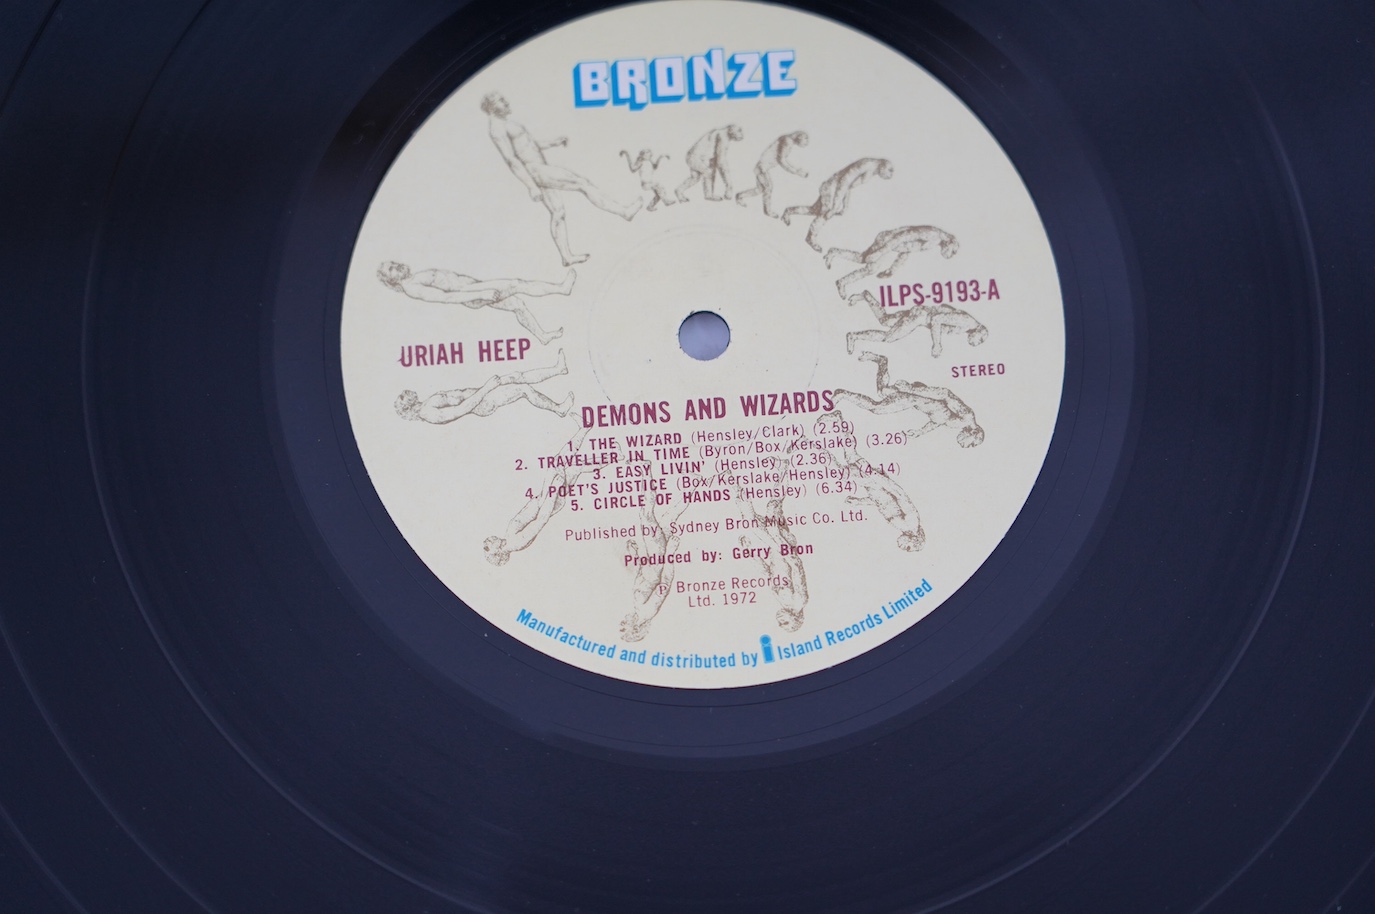 BRONZE
ILPS-9193-A
URIAH HEEP
STEREO
DEMONS AND WIZARDS
1. THE WIZARD (Hensley/Clark) (2.59)
2. TRAVELLER IN TIME (Byron/Box/Kerslake) (3.26)
3. EASY LIVIN' (Hensley) (2.36)
4. POET'S JUSTICE (Box/Kerslake/Hensley) (4.14)
5. CIRCLE OF HANDS (Hensley) (6.34)
Published by: Sydney Bron Music Co. Ltd.
Produced by: Gerry Bron
℗ Bronze Records
Ltd. 1972
Manufactured and distributed by i Island Records Limited